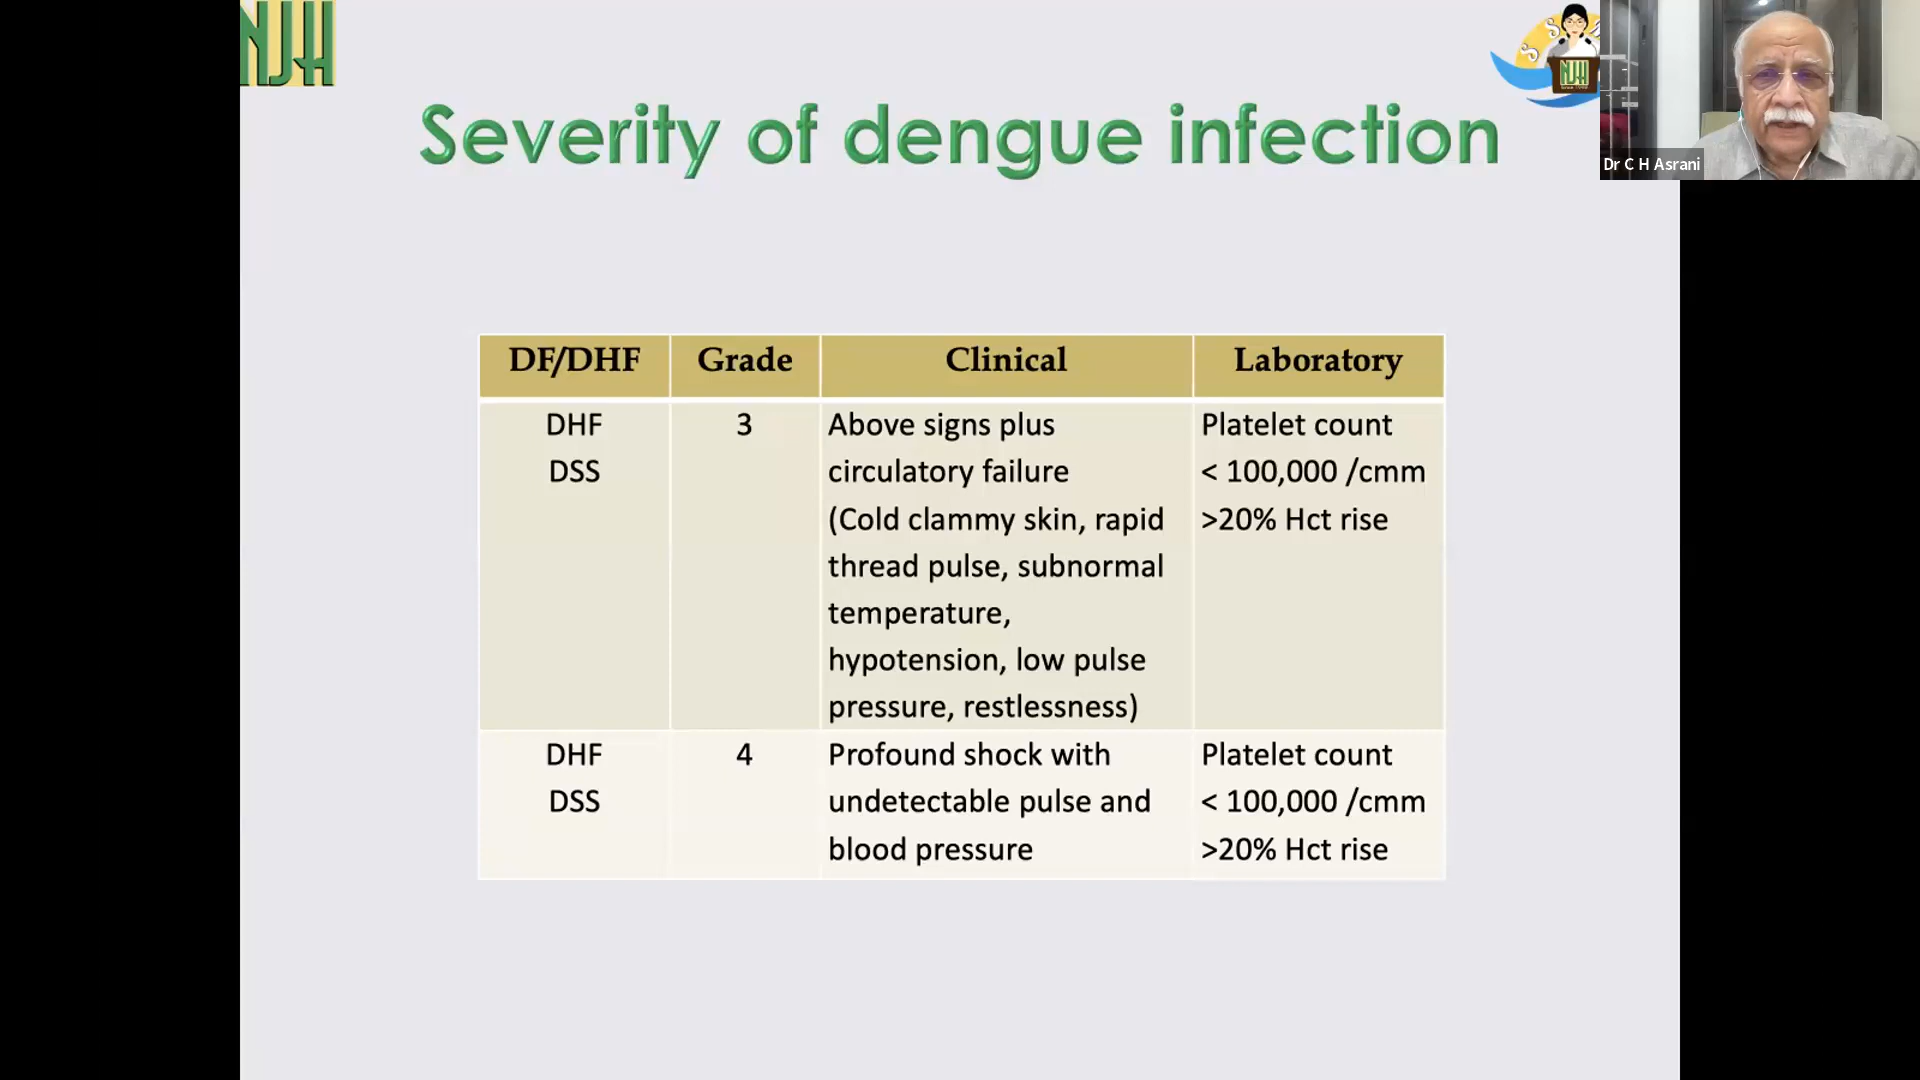 NJH
NJH
Severity of dengue infection
Dr C H Asrani
DF/DHF Grade Clinical Laboratory
DHF 3 Above signs plus Platelet count
DSS circulatory failure < 100,000 /cmm
(Cold clammy skin, rapid >20% Hct rise
thread pulse, subnormal
temperature,
hypotension, low pulse
pressure, restlessness)
DHF 4 Profound shock with Platelet count
DSS undetectable pulse and < 100,000 /cmm
blood pressure >20% Hct rise